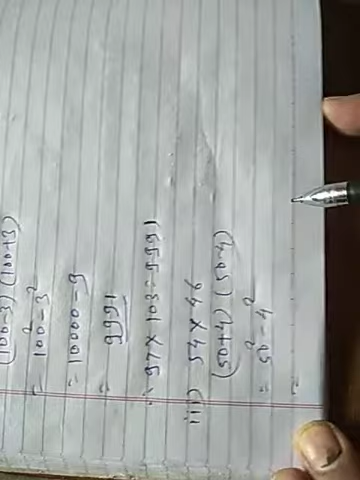 (100-3) (100+3)
= 100² - 3²
= 10000 - 9
= 9991
∴ 97 × 103 = 9991
ii) 54 × 46
(50+4) (50-4)
= 50² - 4²
=